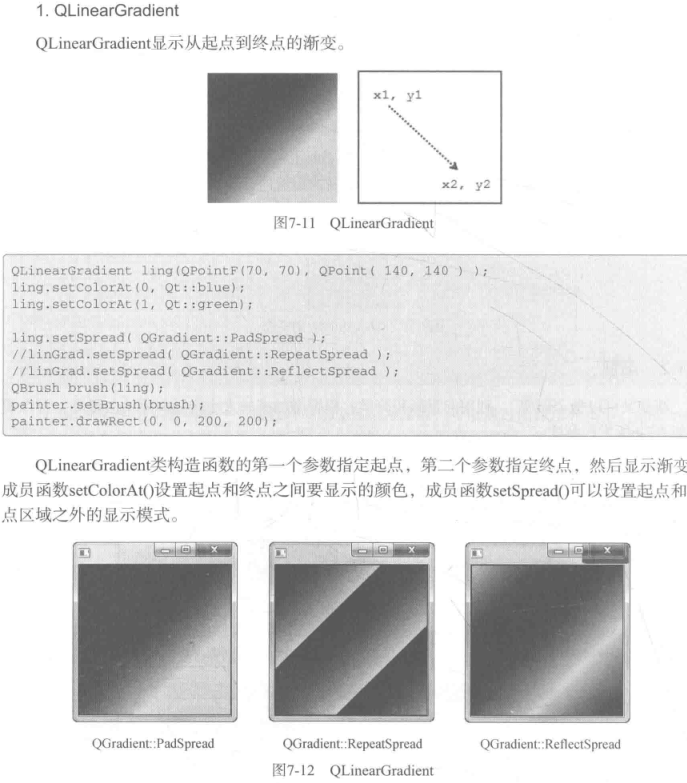 1. QLinearGradient
QLinearGradient显示从起点到终点的渐变。
x1, y1
x2, y2
图7-11 QLinearGradient
QLinearGradient ling(QPointF(70, 70), QPoint( 140, 140 ) );
ling.setColorAt(0, Qt::blue);
ling.setColorAt(1, Qt::green);
ling.setSpread( QGradient::PadSpread );
//linGrad.setSpread( QGradient::RepeatSpread );
//linGrad.setSpread( QGradient::ReflectSpread );
QBrush brush(ling);
painter.setBrush(brush);
painter.drawRect(0, 0, 200, 200);
QLinearGradient类构造函数的第一个参数指定起点，第二个参数指定终点，然后显示渐变
成员函数setColorAt()设置起点和终点之间要显示的颜色，成员函数setSpread()可以设置起点和
点区域之外的显示模式。
QGradient::PadSpread
QGradient::RepeatSpread
QGradient::ReflectSpread
图7-12 QLinearGradient